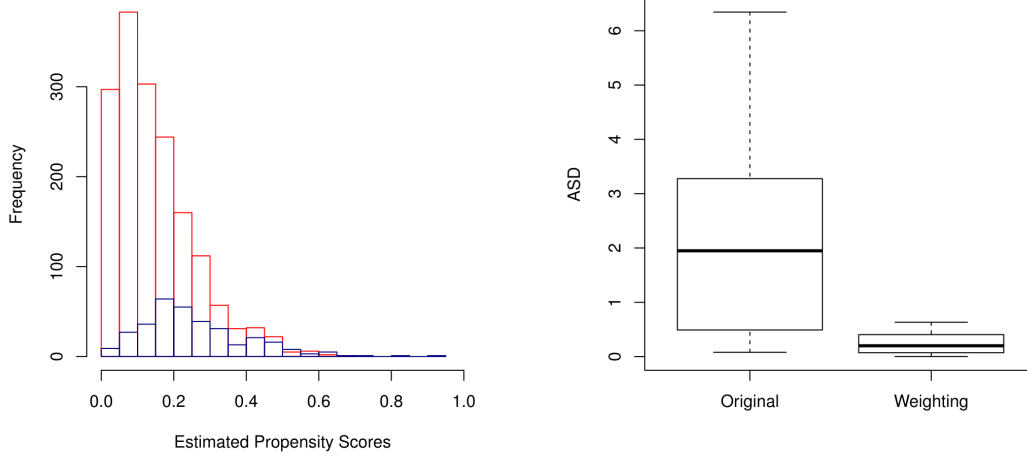 Frequency
0 100 200 300
0.0 0.2 0.4 0.6 0.8 1.0
Estimated Propensity Scores
ASD
0 1 2 3 4 5 6
Original Weighting